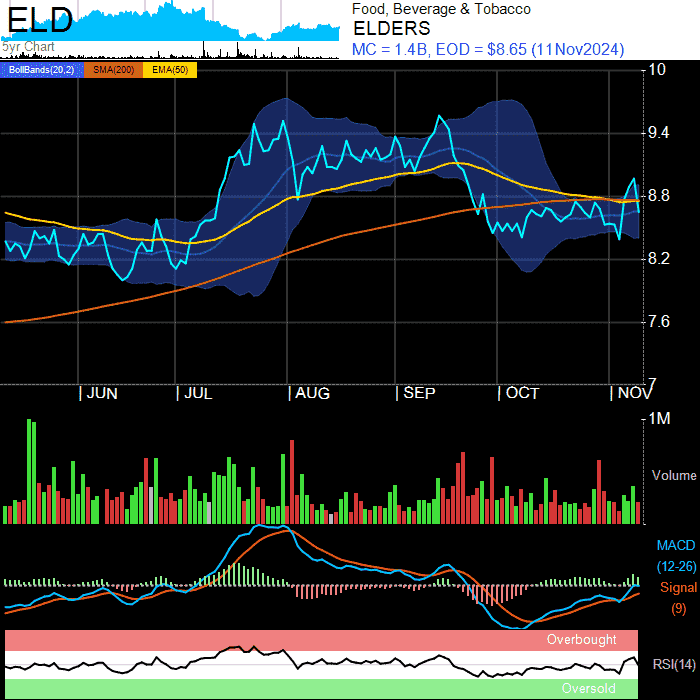 ELD
5yr Chart
Food, Beverage & Tobacco
ELDERS
MC = 1.4B, EOD = $8.65 (11Nov2024)
BollBands(20,2) SMA(200) EMA(50)
10
9.4
8.8
8.2
7.6
7
JUN JUL AUG SEP OCT NOV
1M
Volume
MACD
(12-26)
Signal
(9)
Overbought
RSI(14)
Oversold